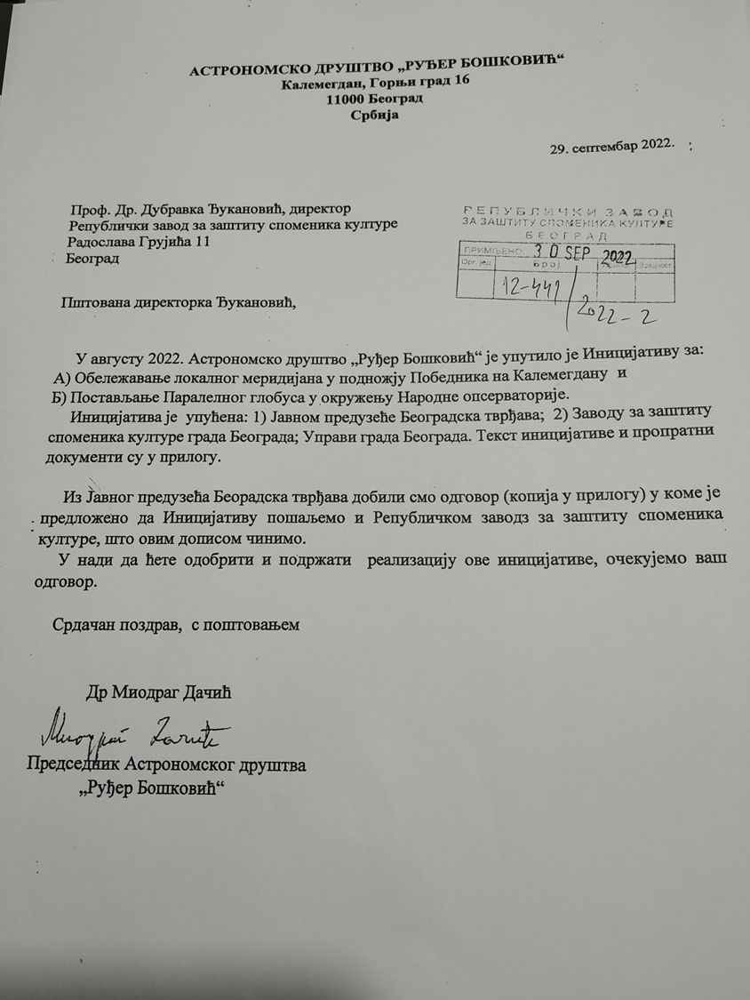 АСТРОНОМСКО ДРУШТВО „РУЂЕР БОШКОВИЋ“
Калемегдан, Горњи град 16
11000 Београд
Србија
29. септембар 2022.
Проф. Др. Дубравка Ђукановић, директор
Републички завод за заштиту споменика културе
Радослава Грујића 11
Београд
РЕПУБЛИЧКИ ЗАВОД
ЗА ЗАШТИТУ СПОМЕНИКА КУЛТУРЕ
БЕОГРАД
ПРИМЉЕНО: 30 SEP 2022
Орг. јед. Број
12-441/2022-2
Пштована директорка Ђукановић,
У августу 2022. Астрономско друштво „Руђер Бошковић“ је упутило је Иницијативу за:
А) Обележавање локалног меридијана у подножју Победника на Калемегдану и
Б) Постављање Паралелног глобуса у окружењу Народне опсерваторије.
Иницијатива је упућена: 1) Јавном предузеће Београдска тврђава; 2) Заводу за заштиту
споменика културе града Београда; Управи града Београда. Текст иницијативе и пропратни
документи су у прилогу.
Из Јавног предузећа Беорадска тврђава добили смо одговор (копија у прилогу) у коме је
предложено да Иницијативу пошаљемо и Републичком заводз за заштиту споменика
културе, што овим дописом чинимо.
У нади да ћете одобрити и подржати реализацију ове иницијативе, очекујемо ваш
одговор.
Срдачан поздрав, с поштовањем
Др Миодраг Дачић
Председник Астрономског друштва
„Руђер Бошковић“